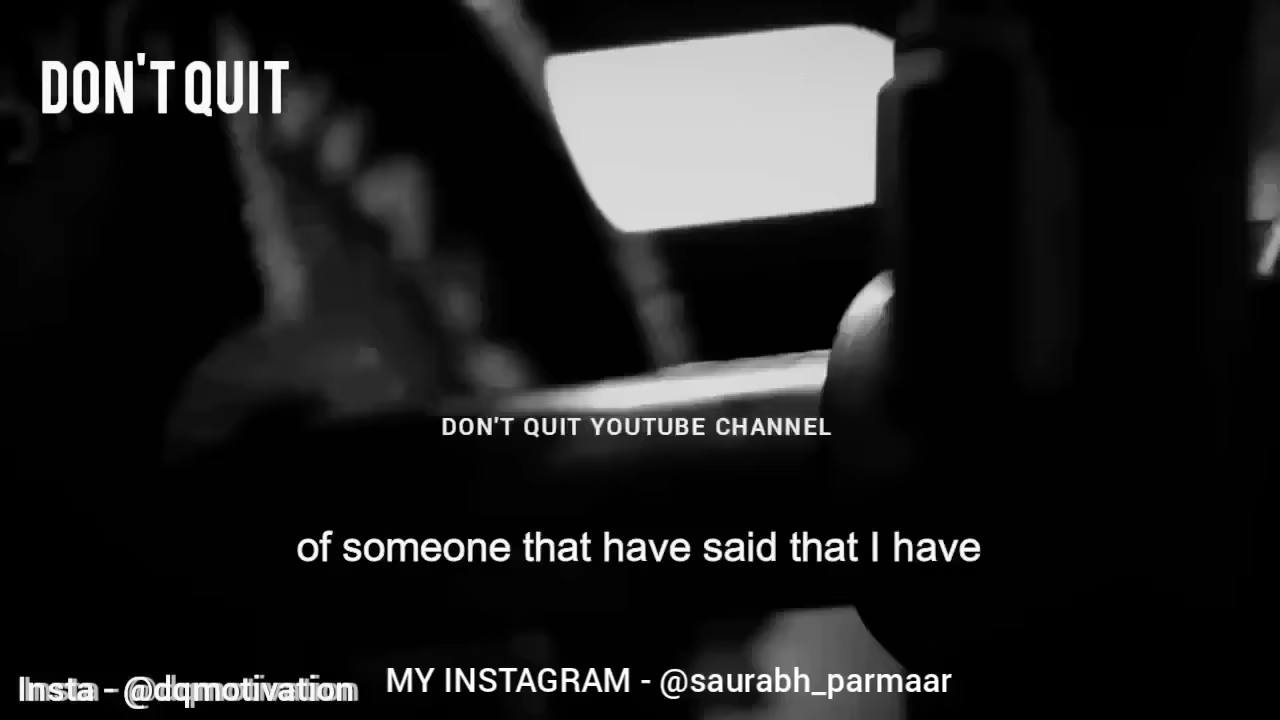 DON'T QUIT
DON'T QUIT YOUTUBE CHANNEL
of someone that have said that I have
MY INSTAGRAM - @saurabh_parmaar
Insta - @dqmotivation